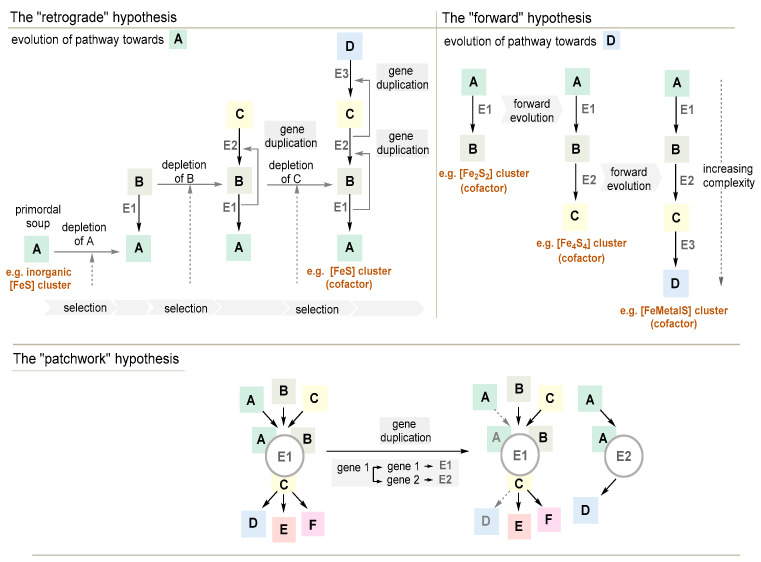 The "retrograde" hypothesis
evolution of pathway towards A
D
E3
gene
duplication
C
C
E2
gene
duplication
E2
gene
duplication
depletion
of B
depletion
of C
B
B
B
E1
E1
E1
primordal
soup
depletion
of A
A
A
A
A
e.g. inorganic
[FeS] cluster
e.g. [FeS] cluster
(cofactor)
selection
selection
selection
The "forward" hypothesis
evolution of pathway towards D
A
A
A
E1
forward
evolution
E1
E1
B
B
B
e.g. [Fe2S2] cluster
(cofactor)
E2
forward
evolution
E2
increasing
complexity
C
C
e.g. [Fe4S4] cluster
(cofactor)
E3
D
e.g. [FeMetalS] cluster
(cofactor)
The "patchwork" hypothesis
A B C
A B
E1
C
D E F
gene
duplication
gene 1 gene 1 E1
gene 2 E2
A B C
A B
E1
C
D E F
A
A
E2
D